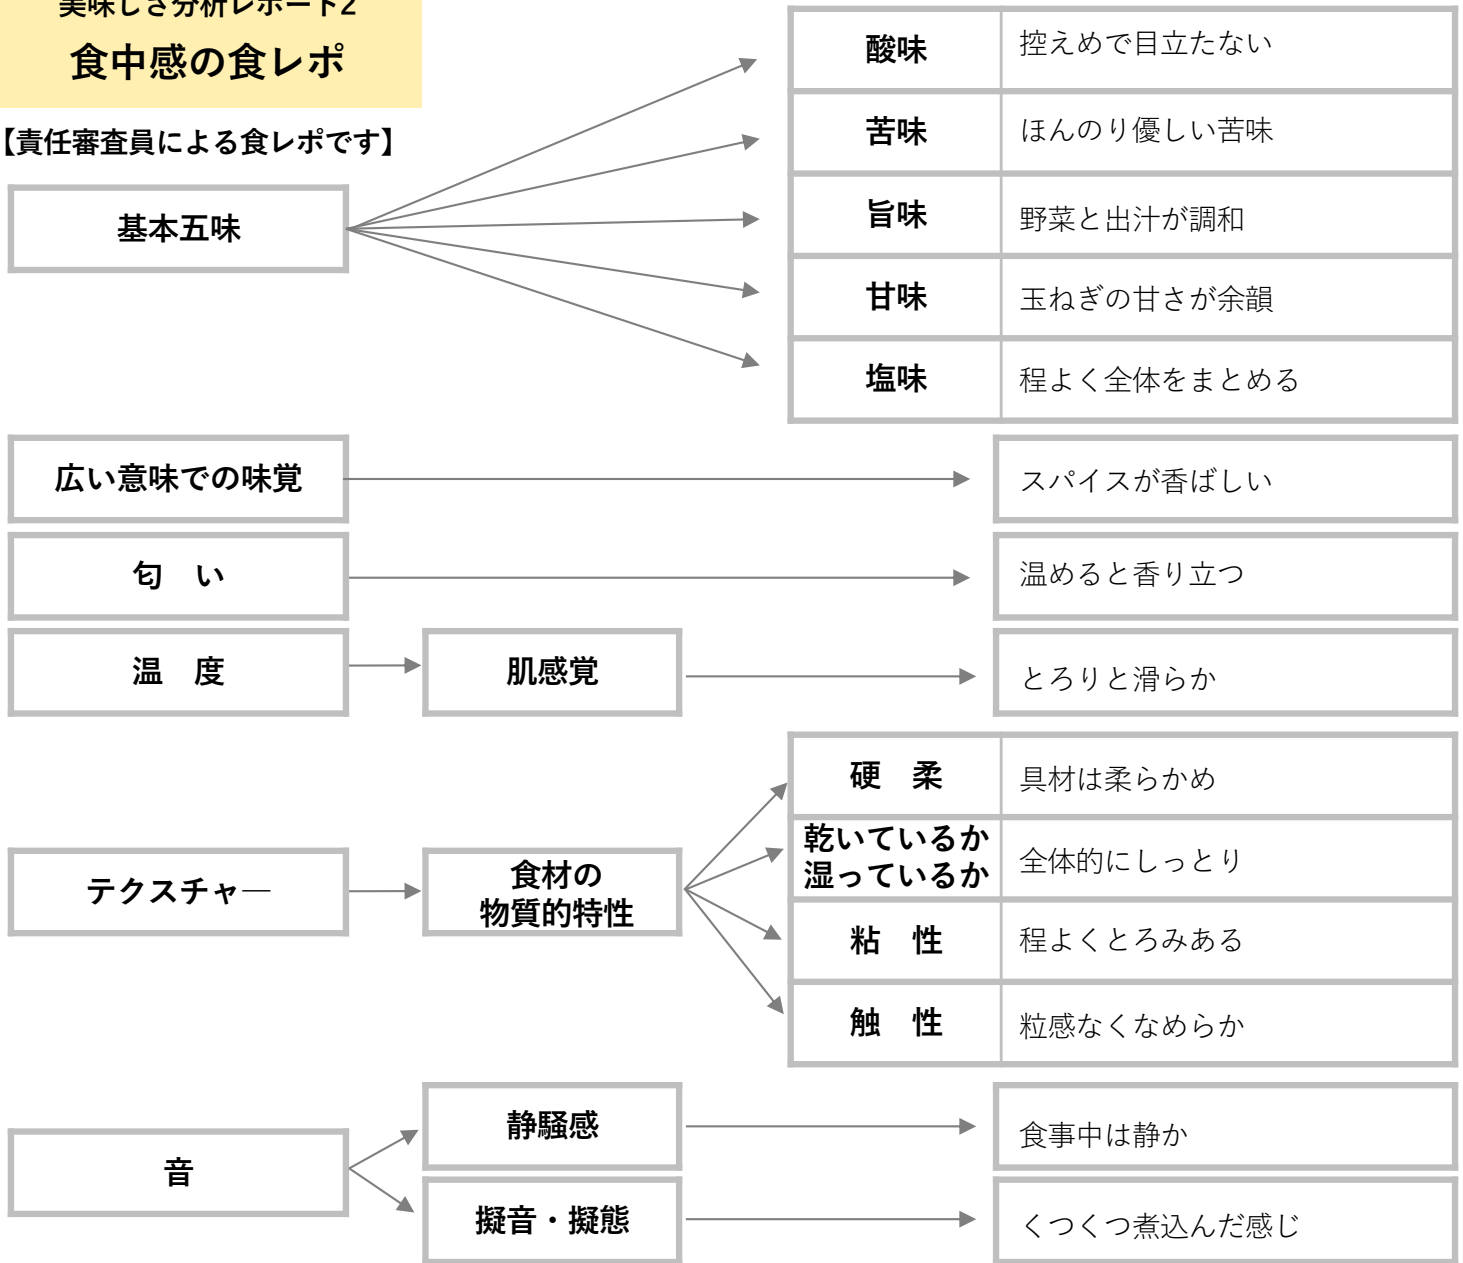 美味しさ分析レポート2
食中感の食レポ
【責任審査員による食レポです】
基本五味
酸味 控えめで目立たない
苦味 ほんのり優しい苦味
旨味 野菜と出汁が調和
甘味 玉ねぎの甘さが余韻
塩味 程よく全体をまとめる
広い意味での味覚 スパイスが香ばしい
匂　い 温めると香り立つ
温　度 肌感覚 とろりと滑らか
テクスチャ―
食材の
物質的特性
硬　柔 具材は柔らかめ
乾いているか
湿っているか
全体的にしっとり
粘　性 程よくとろみある
触　性 粒感なくなめらか
音
静騒感 食事中は静か
擬音・擬態 くつくつ煮込んだ感じ